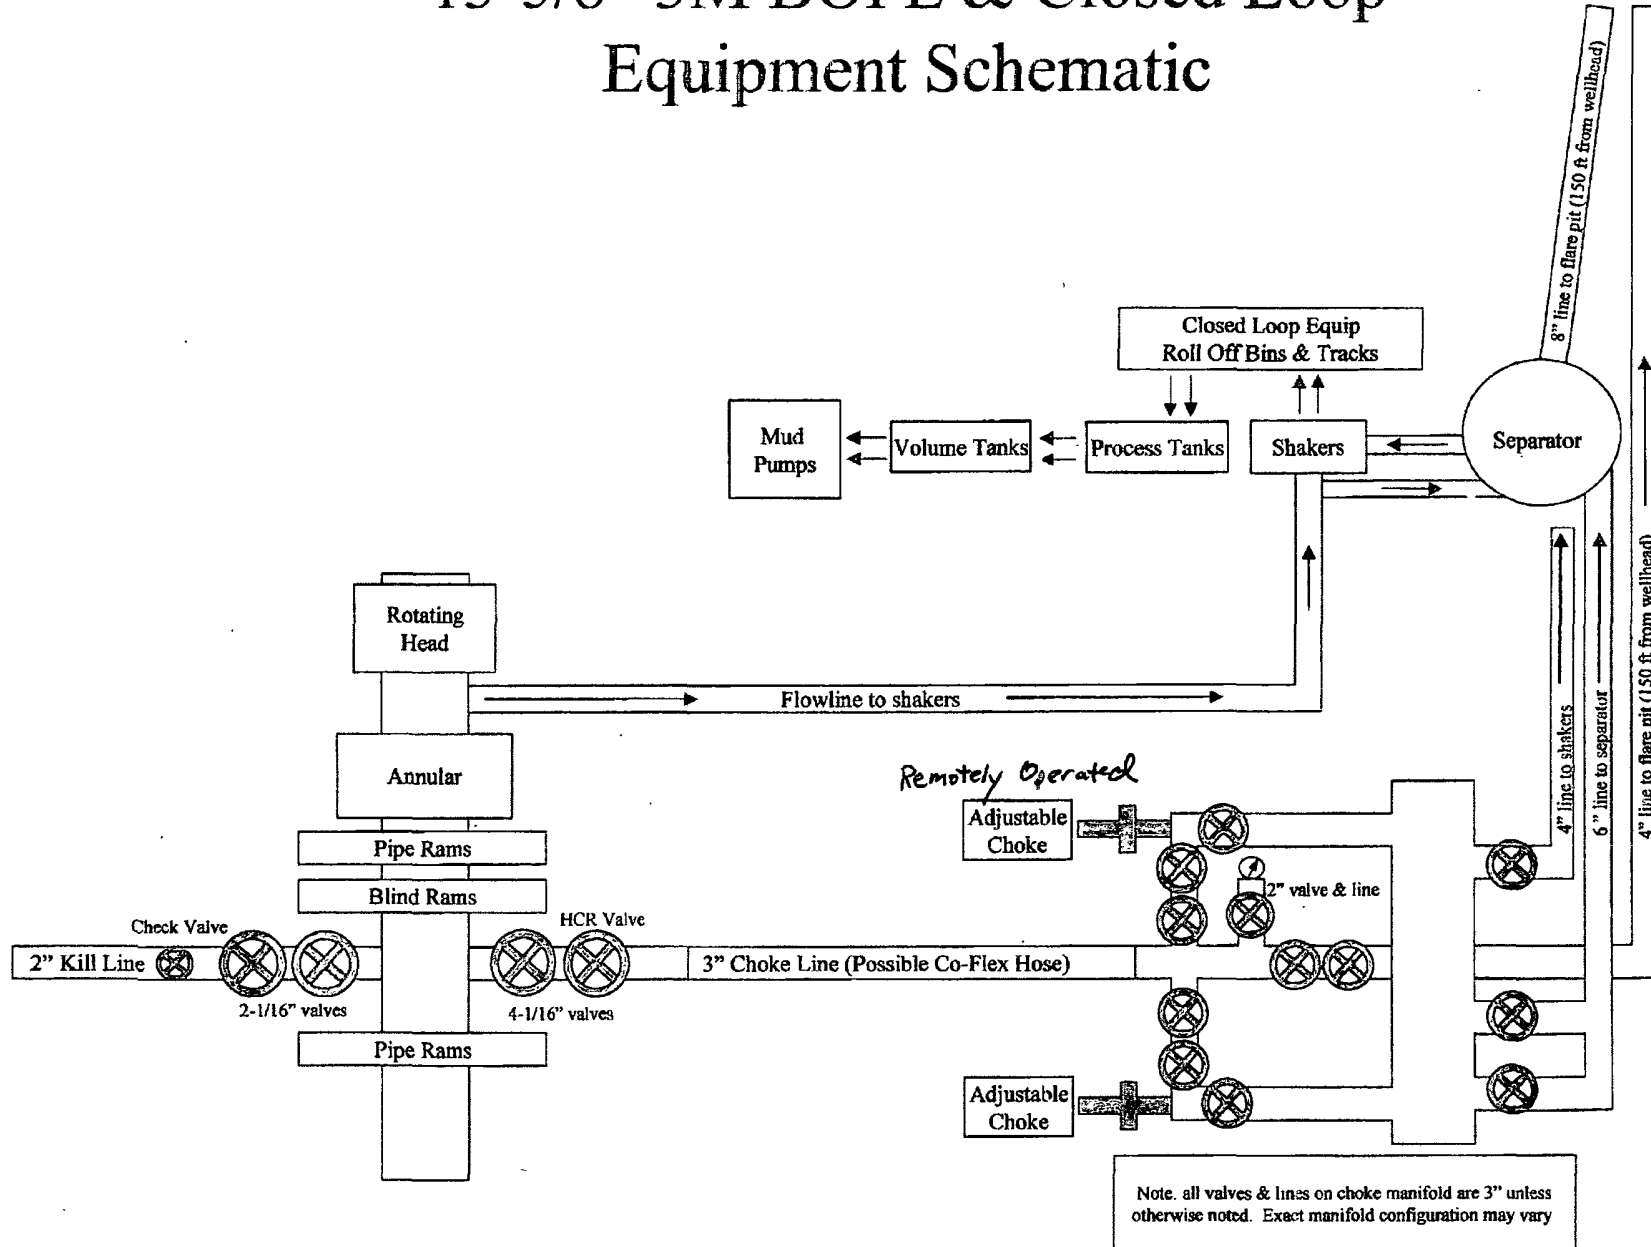 Equipment Schematic
8" line to flare pit (150 ft from wellhead)
Closed Loop Equip
Roll Off Bins & Tracks
Mud
Pumps
Volume Tanks
Process Tanks
Shakers
Separator
Rotating
Head
Flowline to shakers
Annular
Remotely Operated
Adjustable
Choke
4" line to shakers
6" line to separator
4" line to flare pit (150 ft from wellhead)
Pipe Rams
Blind Rams
2" valve & line
Check Valve
HCR Valve
2" Kill Line
3" Choke Line (Possible Co-Flex Hose)
2-1/16" valves
4-1/16" valves
Pipe Rams
Adjustable
Choke
Note. all valves & lines on choke manifold are 3" unless
otherwise noted. Exact manifold configuration may vary